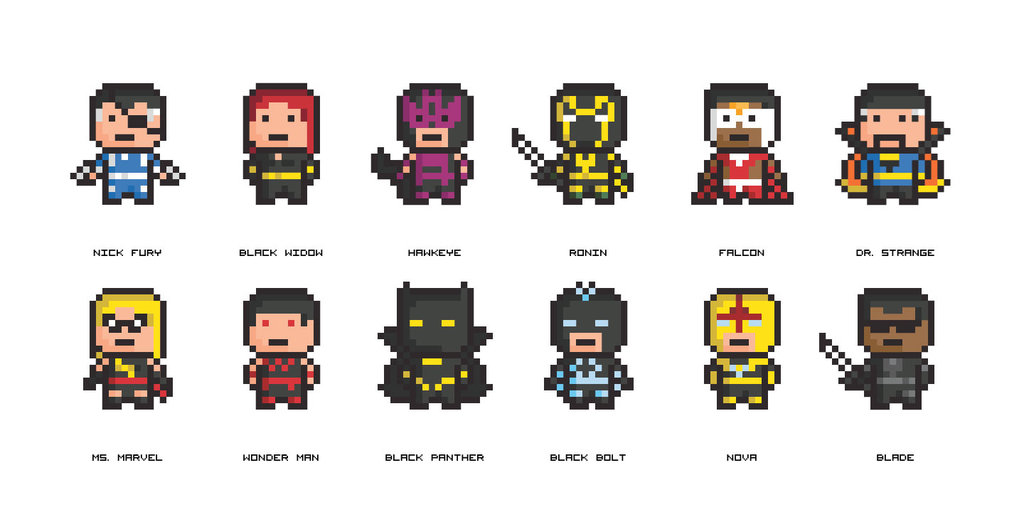 NICK FURY
BLACK WIDOW
HAWKEYE
RONIN
FALCON
DR. STRANGE
MS. MARVEL
WONDER MAN
BLACK PANTHER
BLACK BOLT
NOVA
BLADE